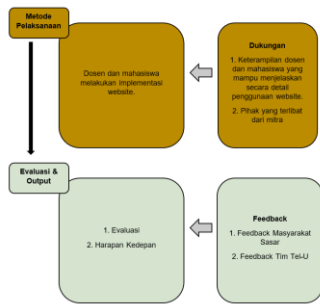 Metode
Pelaksanaan
Dosen dan mahasiswa
melakukan implementasi
website.
Dukungan
1. Keterampilan dosen
dan mahasiswa yang
mampu menjelaskan
secara detail
penggunaan website.
2. Pihak yang terlibat
dari mitra
Evaluasi &
Output
1. Evaluasi
2. Harapan Kedepan
Feedback
1. Feedback Masyarakat
Sasar
2. Feedback Tim Tel-U